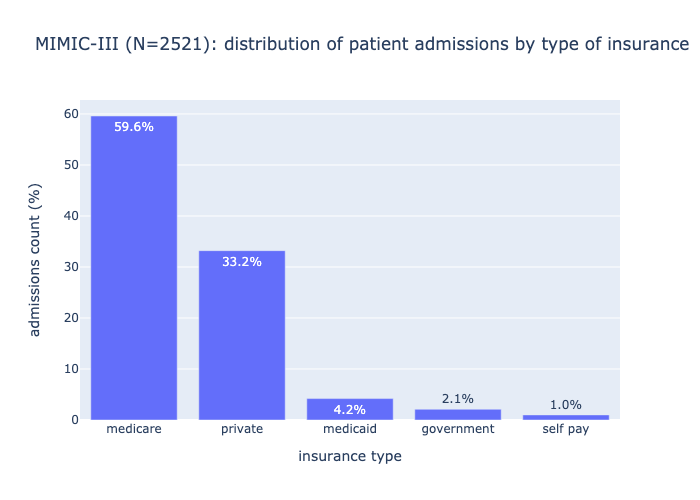 MIMIC-III (N=2521): distribution of patient admissions by type of insurance
admissions count (%)
60
50
40
30
20
10
0
59.6%
33.2%
4.2%
2.1%
1.0%
medicare
private
medicaid
government
self pay
insurance type